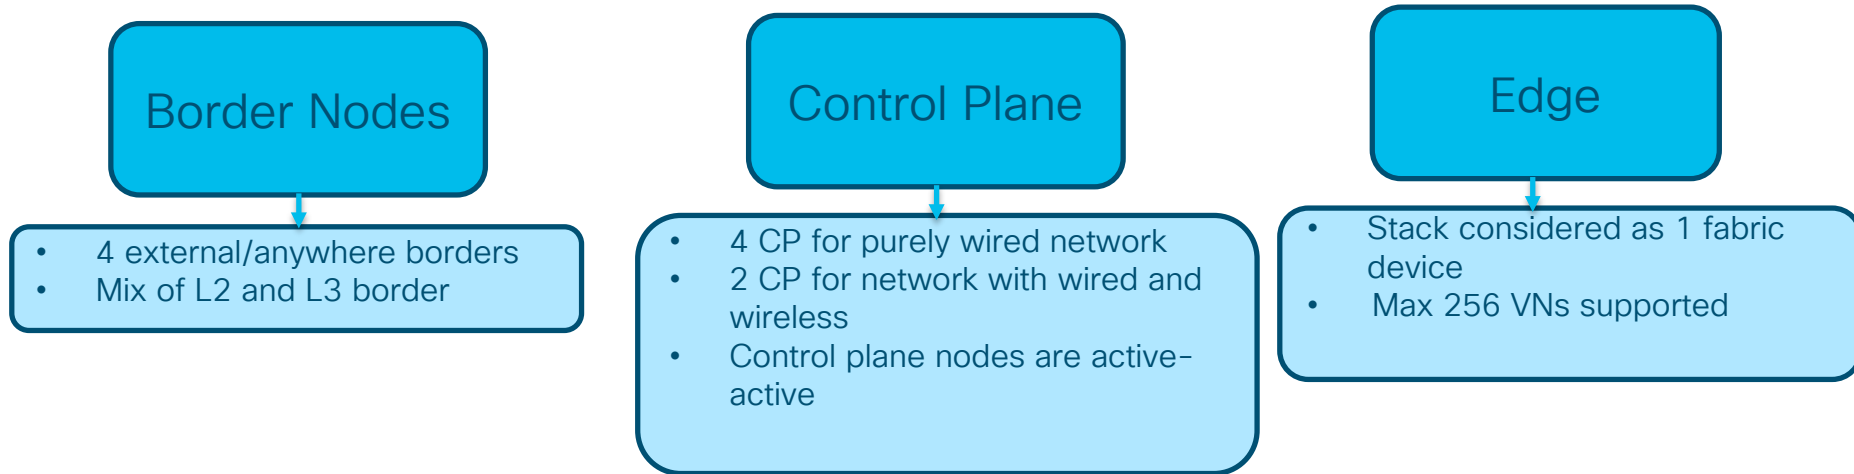 Border Nodes
• 4 external/anywhere borders
• Mix of L2 and L3 border
Control Plane
• 4 CP for purely wired network
• 2 CP for network with wired and
wireless
• Control plane nodes are active-
active
Edge
• Stack considered as 1 fabric
device
• Max 256 VNs supported